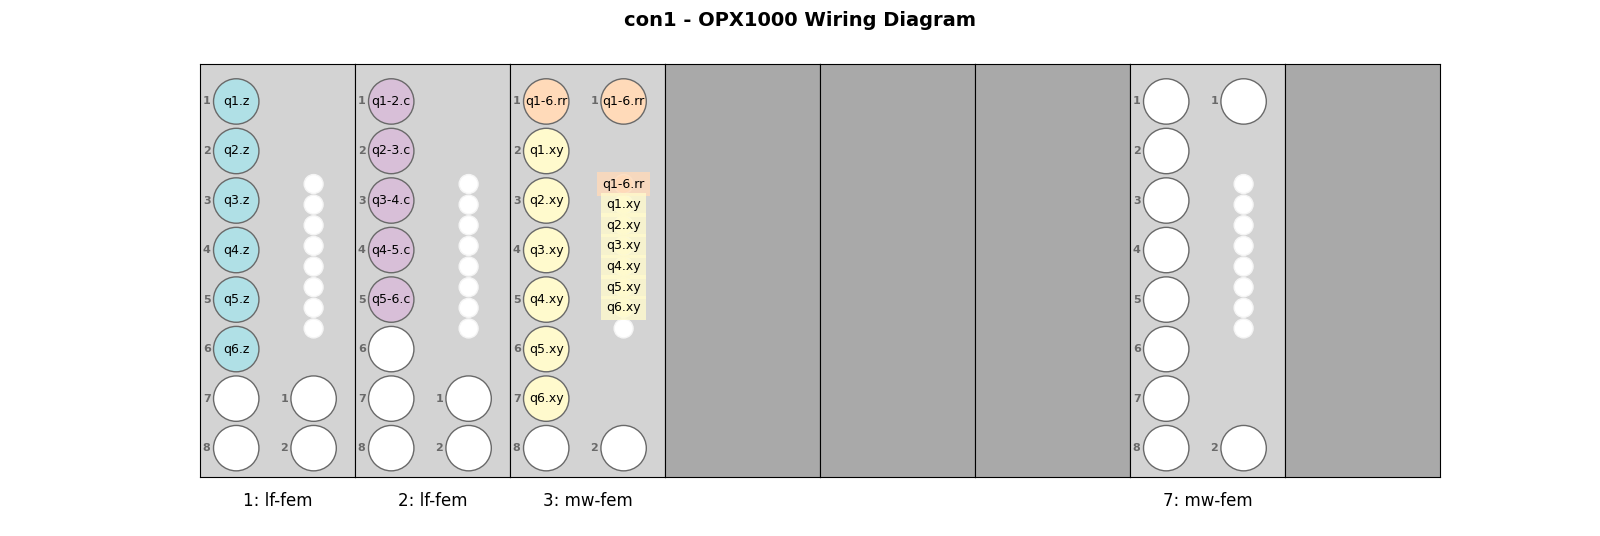 con1 - OPX1000 Wiring Diagram
1 q1.z
2 q2.z
3 q3.z
4 q4.z
5 q5.z
6 q6.z
7 1
8 2
1: lf-fem
1 q1-2.c
2 q2-3.c
3 q3-4.c
4 q4-5.c
5 q5-6.c
6
7 1
8 2
2: lf-fem
1 q1-6.rr 1 q1-6.rr
2 q1.xy
3 q2.xy
4 q3.xy
5 q4.xy
6 q5.xy
7 q6.xy
8 2
q1-6.rr
q1.xy
q2.xy
q3.xy
q4.xy
q5.xy
q6.xy
3: mw-fem
1 1
2
3
4
5
6
7
8 2
7: mw-fem